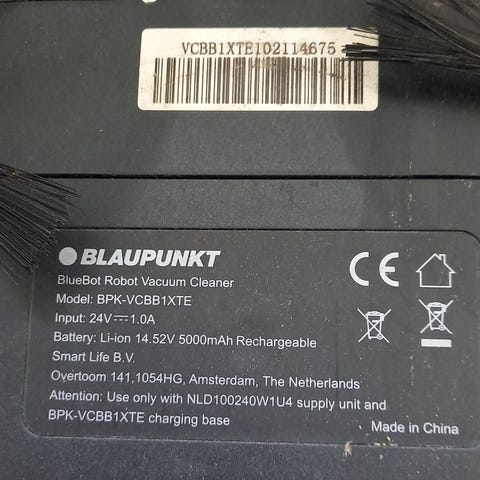 VCBB1XTE102114675
BLAUPUNKT
BlueBot Robot Vacuum Cleaner
Model: BPK-VCBB1XTE
Input: 24V⎓1.0A
Battery: Li-ion 14.52V 5000mAh Rechargeable
Smart Life B.V.
Overtoom 141,1054HG, Amsterdam, The Netherlands
Attention: Use only with NLD100240W1U4 supply unit and
BPK-VCBB1XTE charging base
CE
Made in China